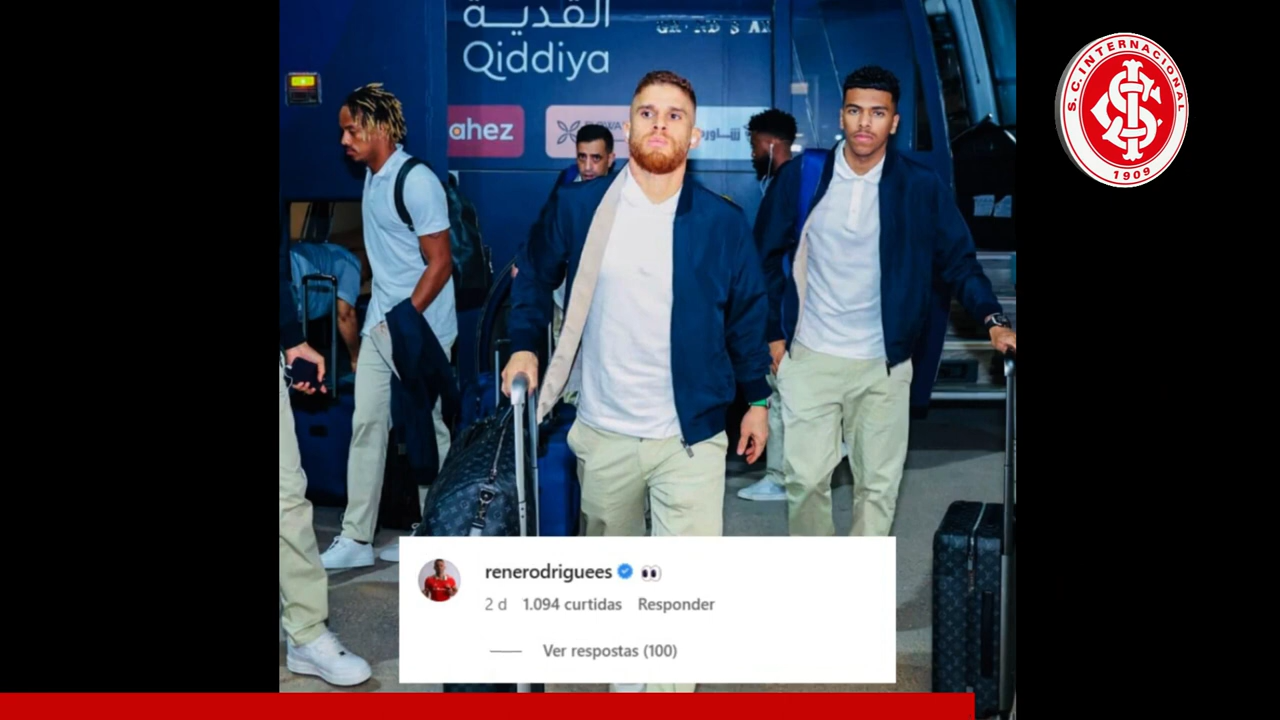 القدية
Qiddiya
ahez
S.C. INTERNACIONAL
1909
renerodriguees
2 d 1.094 curtidas Responder
Ver respostas (100)